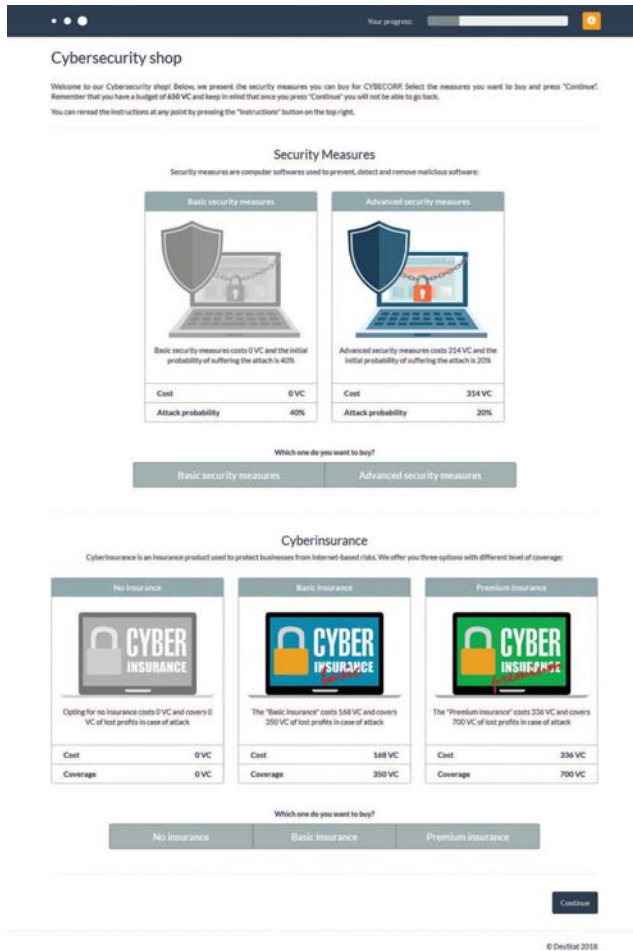 Your progress:
Cybersecurity shop
Welcome to our Cybersecurity shop! Below, we present the security measures you can buy for CYBECORP. Select the measures you want to buy and press "Continue".
Remember that you have a budget of 650 VC and keep in mind that once you press "Continue" you will not be able to go back.
You can reread the instructions at any point by pressing the "Instructions" button on the top right.
Security Measures
Security measures are computer softwares used to prevent, detect and remove malicious software:
Basic security measures
Advanced security measures
Basic security measures costs 0 VC and the initial
probability of suffering the attach is 40%
Advanced security measures costs 314 VC and the
initial probability of suffering the attach is 20%
Cost 0 VC
Cost 314 VC
Attack probability 40%
Attack probability 20%
Which one do you want to buy?
Basic security measures
Advanced security measures
Cyberinsurance
Cyberinsurance is an insurance product used to protect businesses from Internet-based risks. We offer you three options with different level of coverage:
No insurance
Basic insurance
Premium insurance
CYBER
INSURANCE
CYBER
INSURANCE
basic
CYBER
INSURANCE
premium
Opting for no insurance costs 0 VC and covers 0
VC of lost profits in case of attack
The "Basic insurance" costs 168 VC and covers
350 VC of lost profits in case of attack
The "Premium insurance" costs 336 VC and covers
700 VC of lost profits in case of attack
Cost 0 VC
Cost 168 VC
Cost 336 VC
Coverage 0 VC
Coverage 350 VC
Coverage 700 VC
Which one do you want to buy?
No insurance
Basic insurance
Premium insurance
Continue
© DevStat 2018